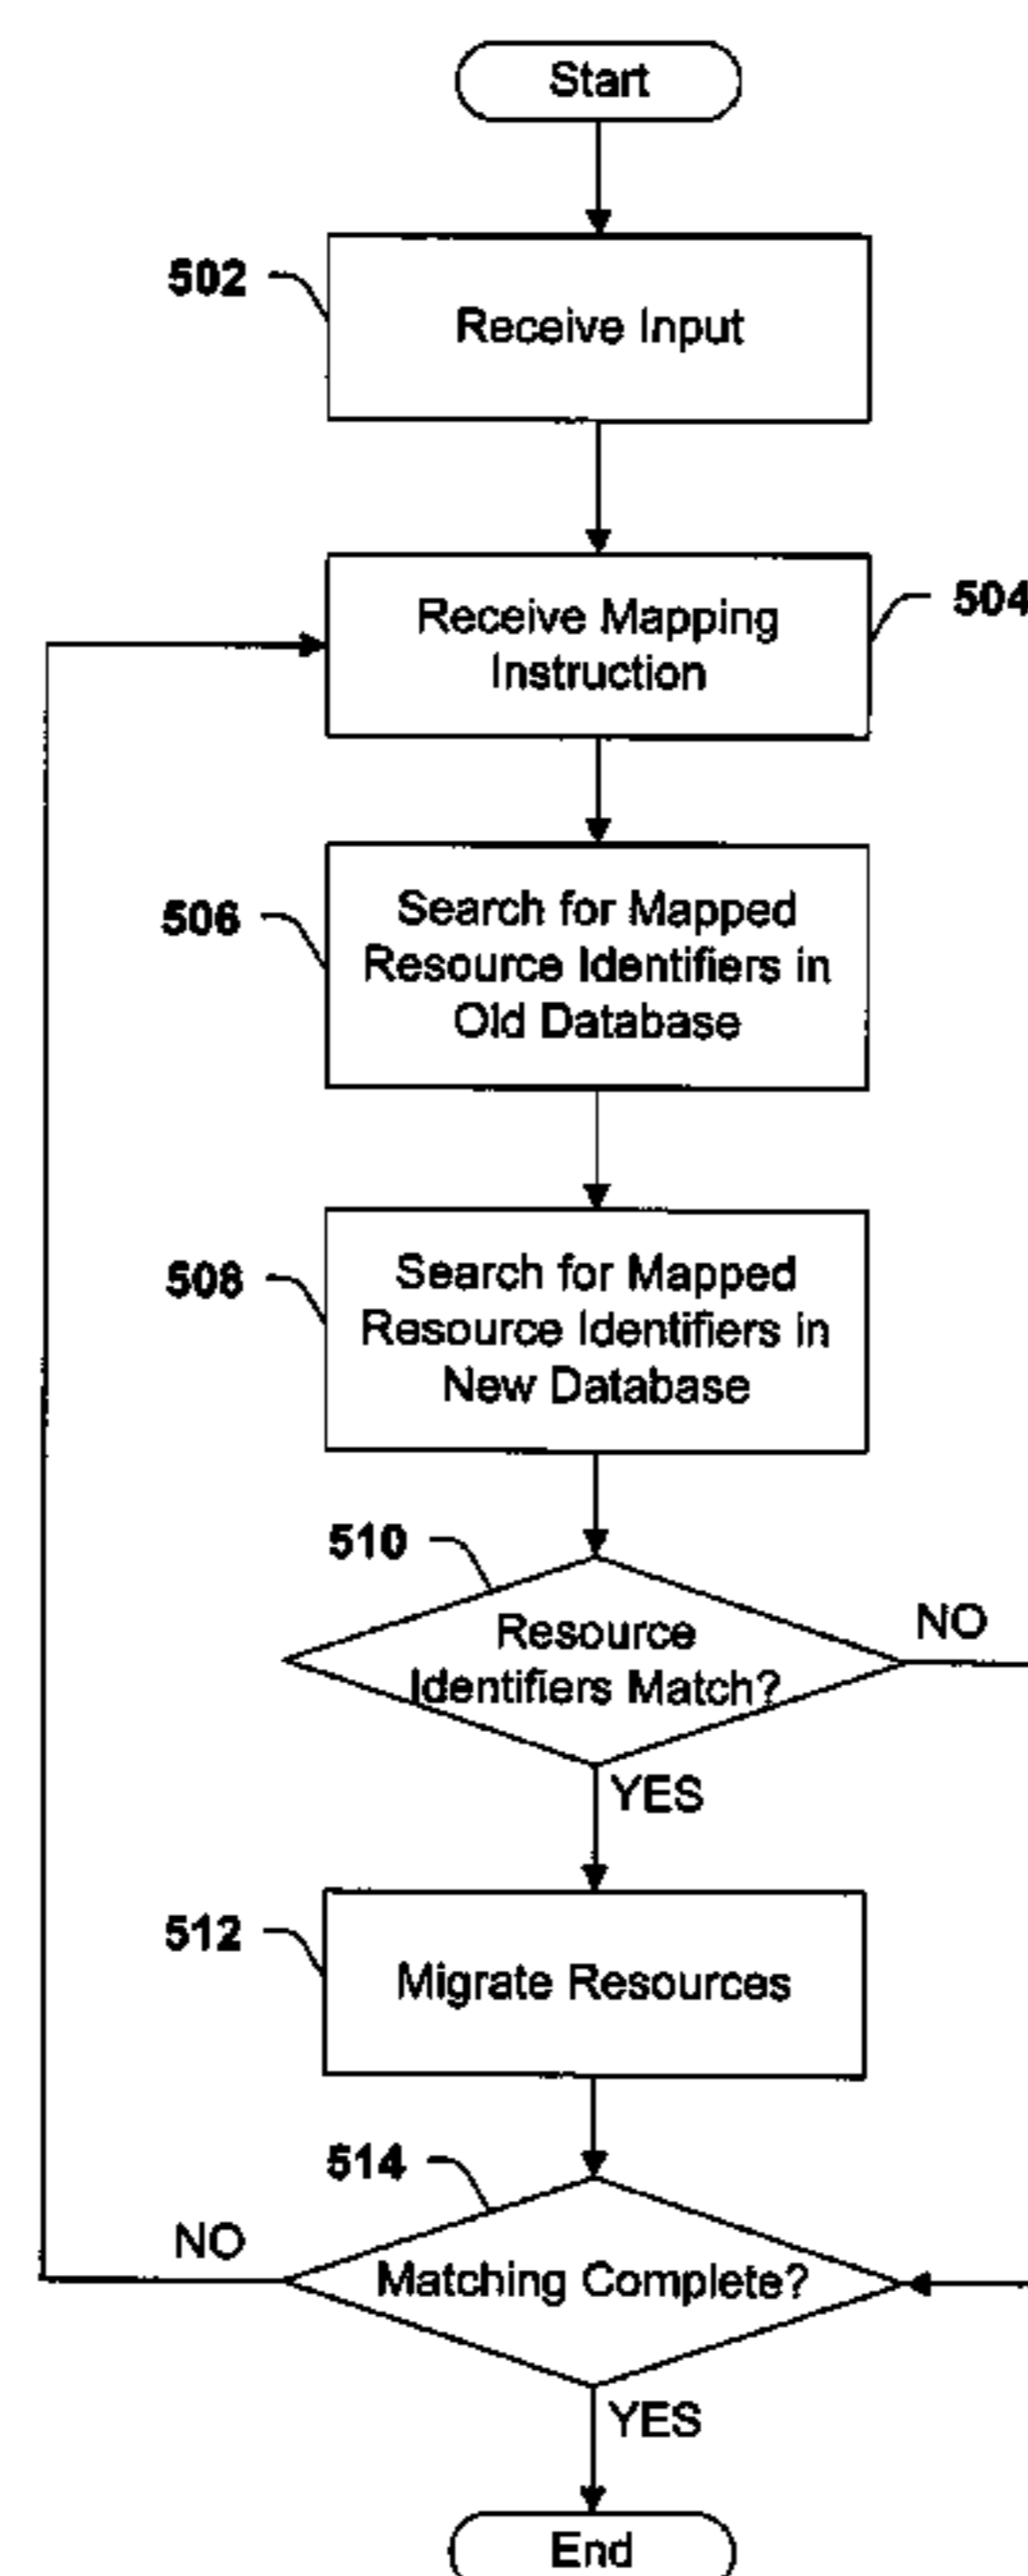 Start
502
Receive Input
Receive Mapping
Instruction
504
506
Search for Mapped
Resource Identifiers in
Old Database
508
Search for Mapped
Resource Identifiers in
New Database
510
Resource
Identifiers Match?
NO
YES
512
Migrate Resources
514
NO
Matching Complete?
YES
End